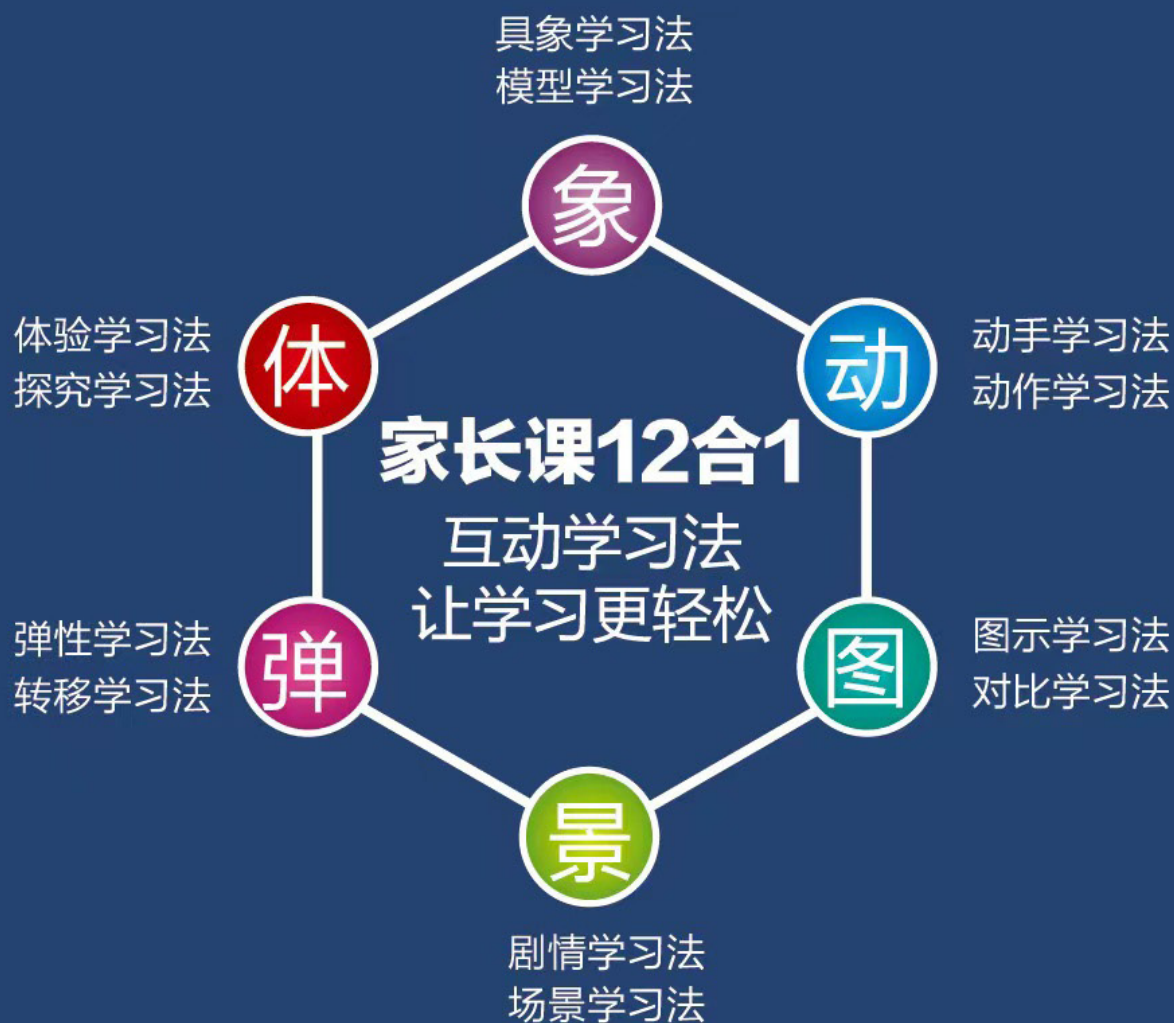 具象学习法
模型学习法
象
体验学习法
探究学习法
体
动
动手学习法
动作学习法
家长课12合1
互动学习法
让学习更轻松
弹性学习法
转移学习法
弹
图
图示学习法
对比学习法
景
剧情学习法
场景学习法